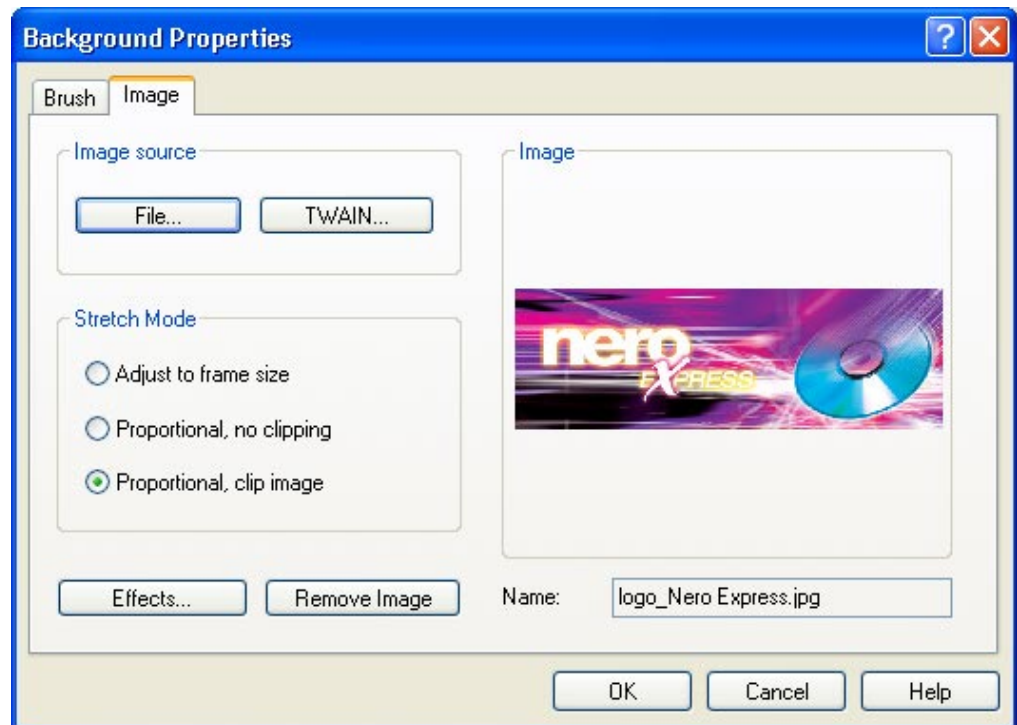 Background Properties
Brush
Image
Image source
File...
TWAIN...
Stretch Mode
Adjust to frame size
Proportional, no clipping
Proportional, clip image
Effects...
Remove Image
Image
nero
EXPRESS
Name:
logo_Nero Express.jpg
OK
Cancel
Help